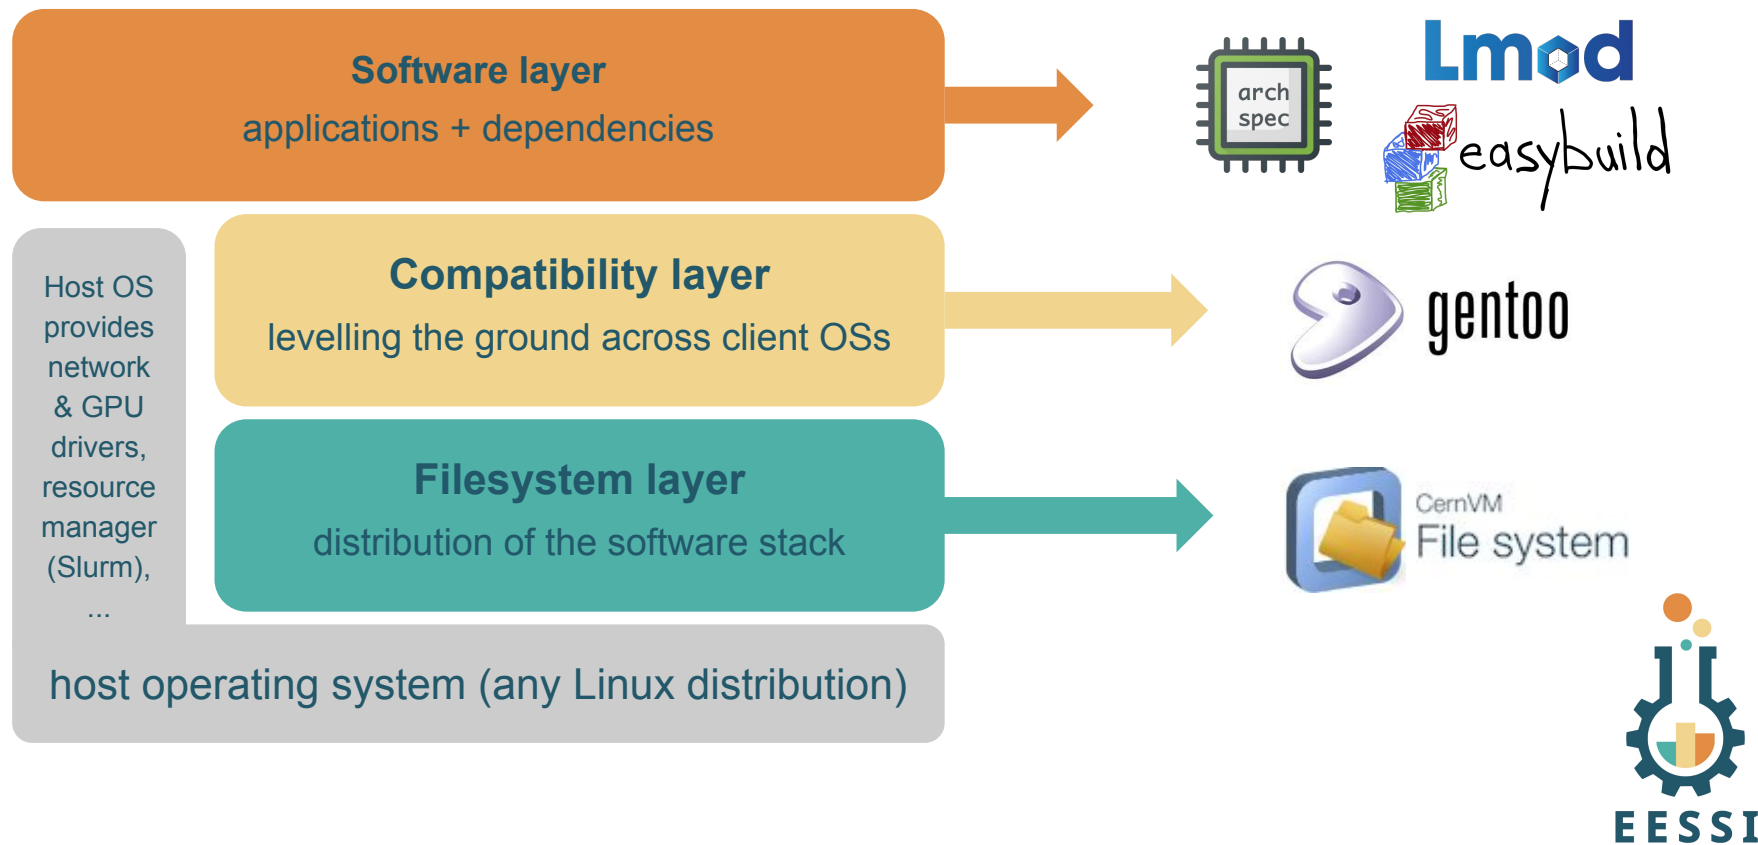 Software layer
applications + dependencies
arch
spec
Lmod
easybuild
Host OS
provides
network
& GPU
drivers,
resource
manager
(Slurm),
...
Compatibility layer
levelling the ground across client OSs
gentoo
Filesystem layer
distribution of the software stack
CernVM
File system
host operating system (any Linux distribution)
EESSI